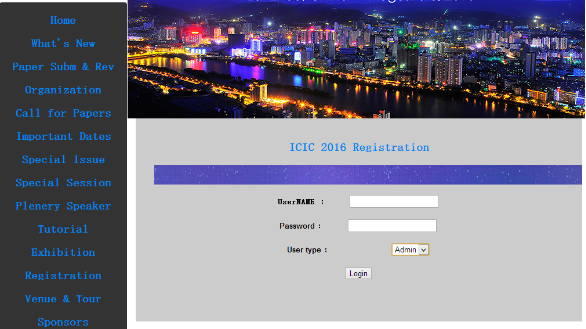 Home
What's New
Paper Subm & Rev
Organization
Call for Papers
Important Dates
Special Issue
Special Session
Plenery Speaker
Tutorial
Exhibition
Registration
Venue & Tour
Sponsors
ICIC 2016 Registration
UserNAME :
Password :
User type : Admin
Login